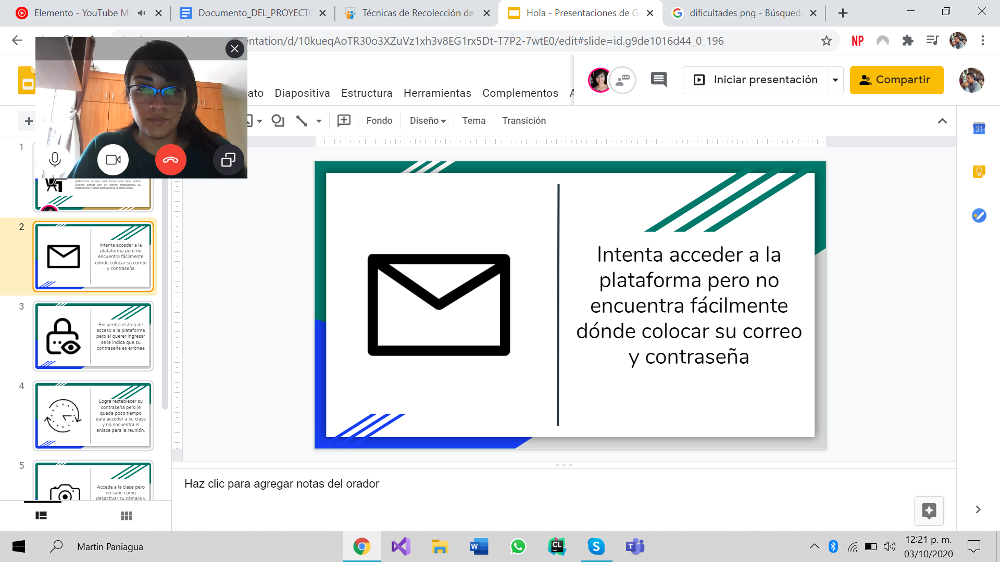 Elemento - YouTube Mu
Documento_DEL_PROYECTO
Técnicas de Recolección de
Hola - Presentaciones de Go
dificultades png - Búsqueda
entation/d/10kueqAoTR30o3XZuVz1xh3v8EG1rx5Dt-T7P2-7wtE0/edit#slide=id.g9de1016d44_0_196
NP
ato Diapositiva Estructura Herramientas Complementos A
Iniciar presentación
Compartir
Fondo Diseño Tema Transición
31
1
plataforma escolar para tomar una clase online.
Deberá contar con un correo institucional, su
contraseña y estar agregado(a) a dicha clase.
2
Intenta acceder a la
plataforma pero no
encuentra fácilmente
dónde colocar su correo
y contraseña
3
Encuentra el área de
acceso a la plataforma
pero al querer ingresar
se le indica que su
contraseña es errónea
4
Logra restablecer su
contraseña pero le
queda poco tiempo
para acceder a su clase
y no encuentra el
enlace para la reunión.
5
Accede a la clase pero
no sabe como
desactivar su cámara y
Intenta acceder a la
plataforma pero no
encuentra fácilmente
dónde colocar su correo
y contraseña
Haz clic para agregar notas del orador
Martin Paniagua
CL
12:21 p. m.
03/10/2020